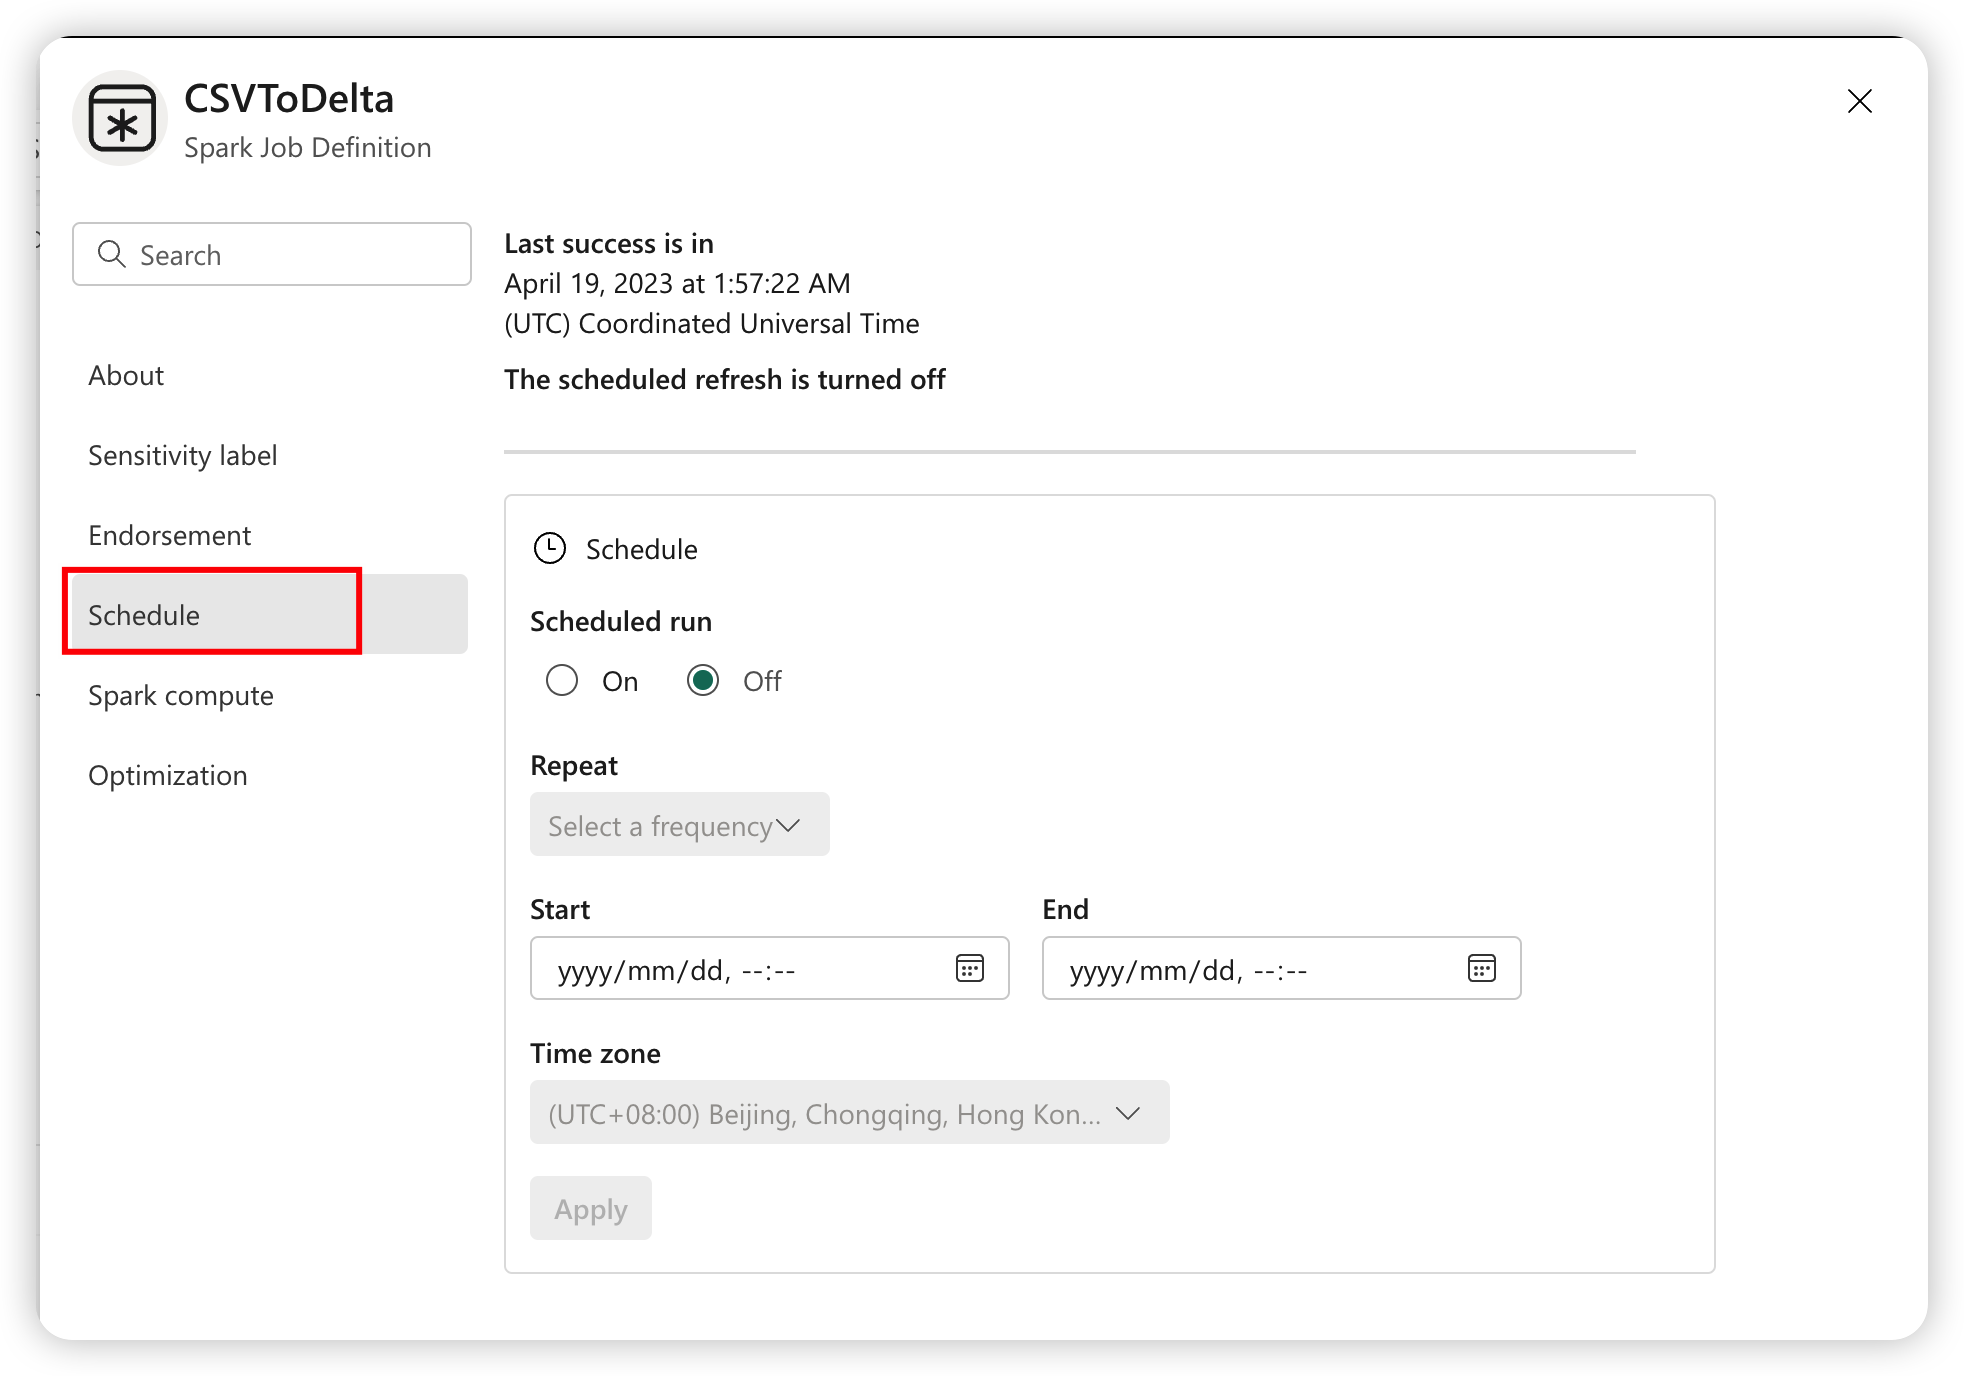 CSVToDelta
Spark Job Definition
Search
About
Sensitivity label
Endorsement
Schedule
Spark compute
Optimization
Last success is in
April 19, 2023 at 1:57:22 AM
(UTC) Coordinated Universal Time
The scheduled refresh is turned off
Schedule
Scheduled run
On Off
Repeat
Select a frequency
Start End
yyyy/mm/dd, --:-- yyyy/mm/dd, --:--
Time zone
(UTC+08:00) Beijing, Chongqing, Hong Kon...
Apply